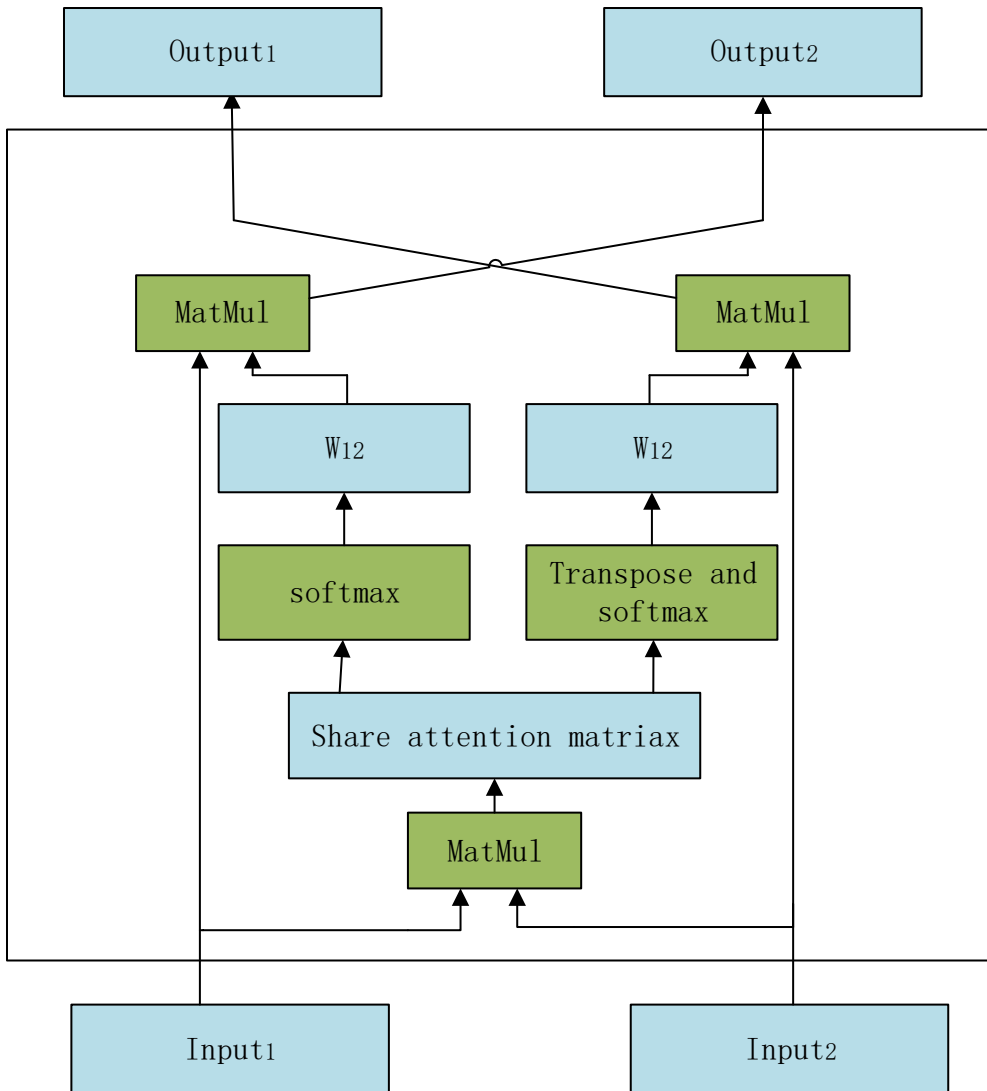 Output1
Output2
MatMul
MatMul
W12
W12
softmax
Transpose and
softmax
Share attention matriax
MatMul
Input1
Input2